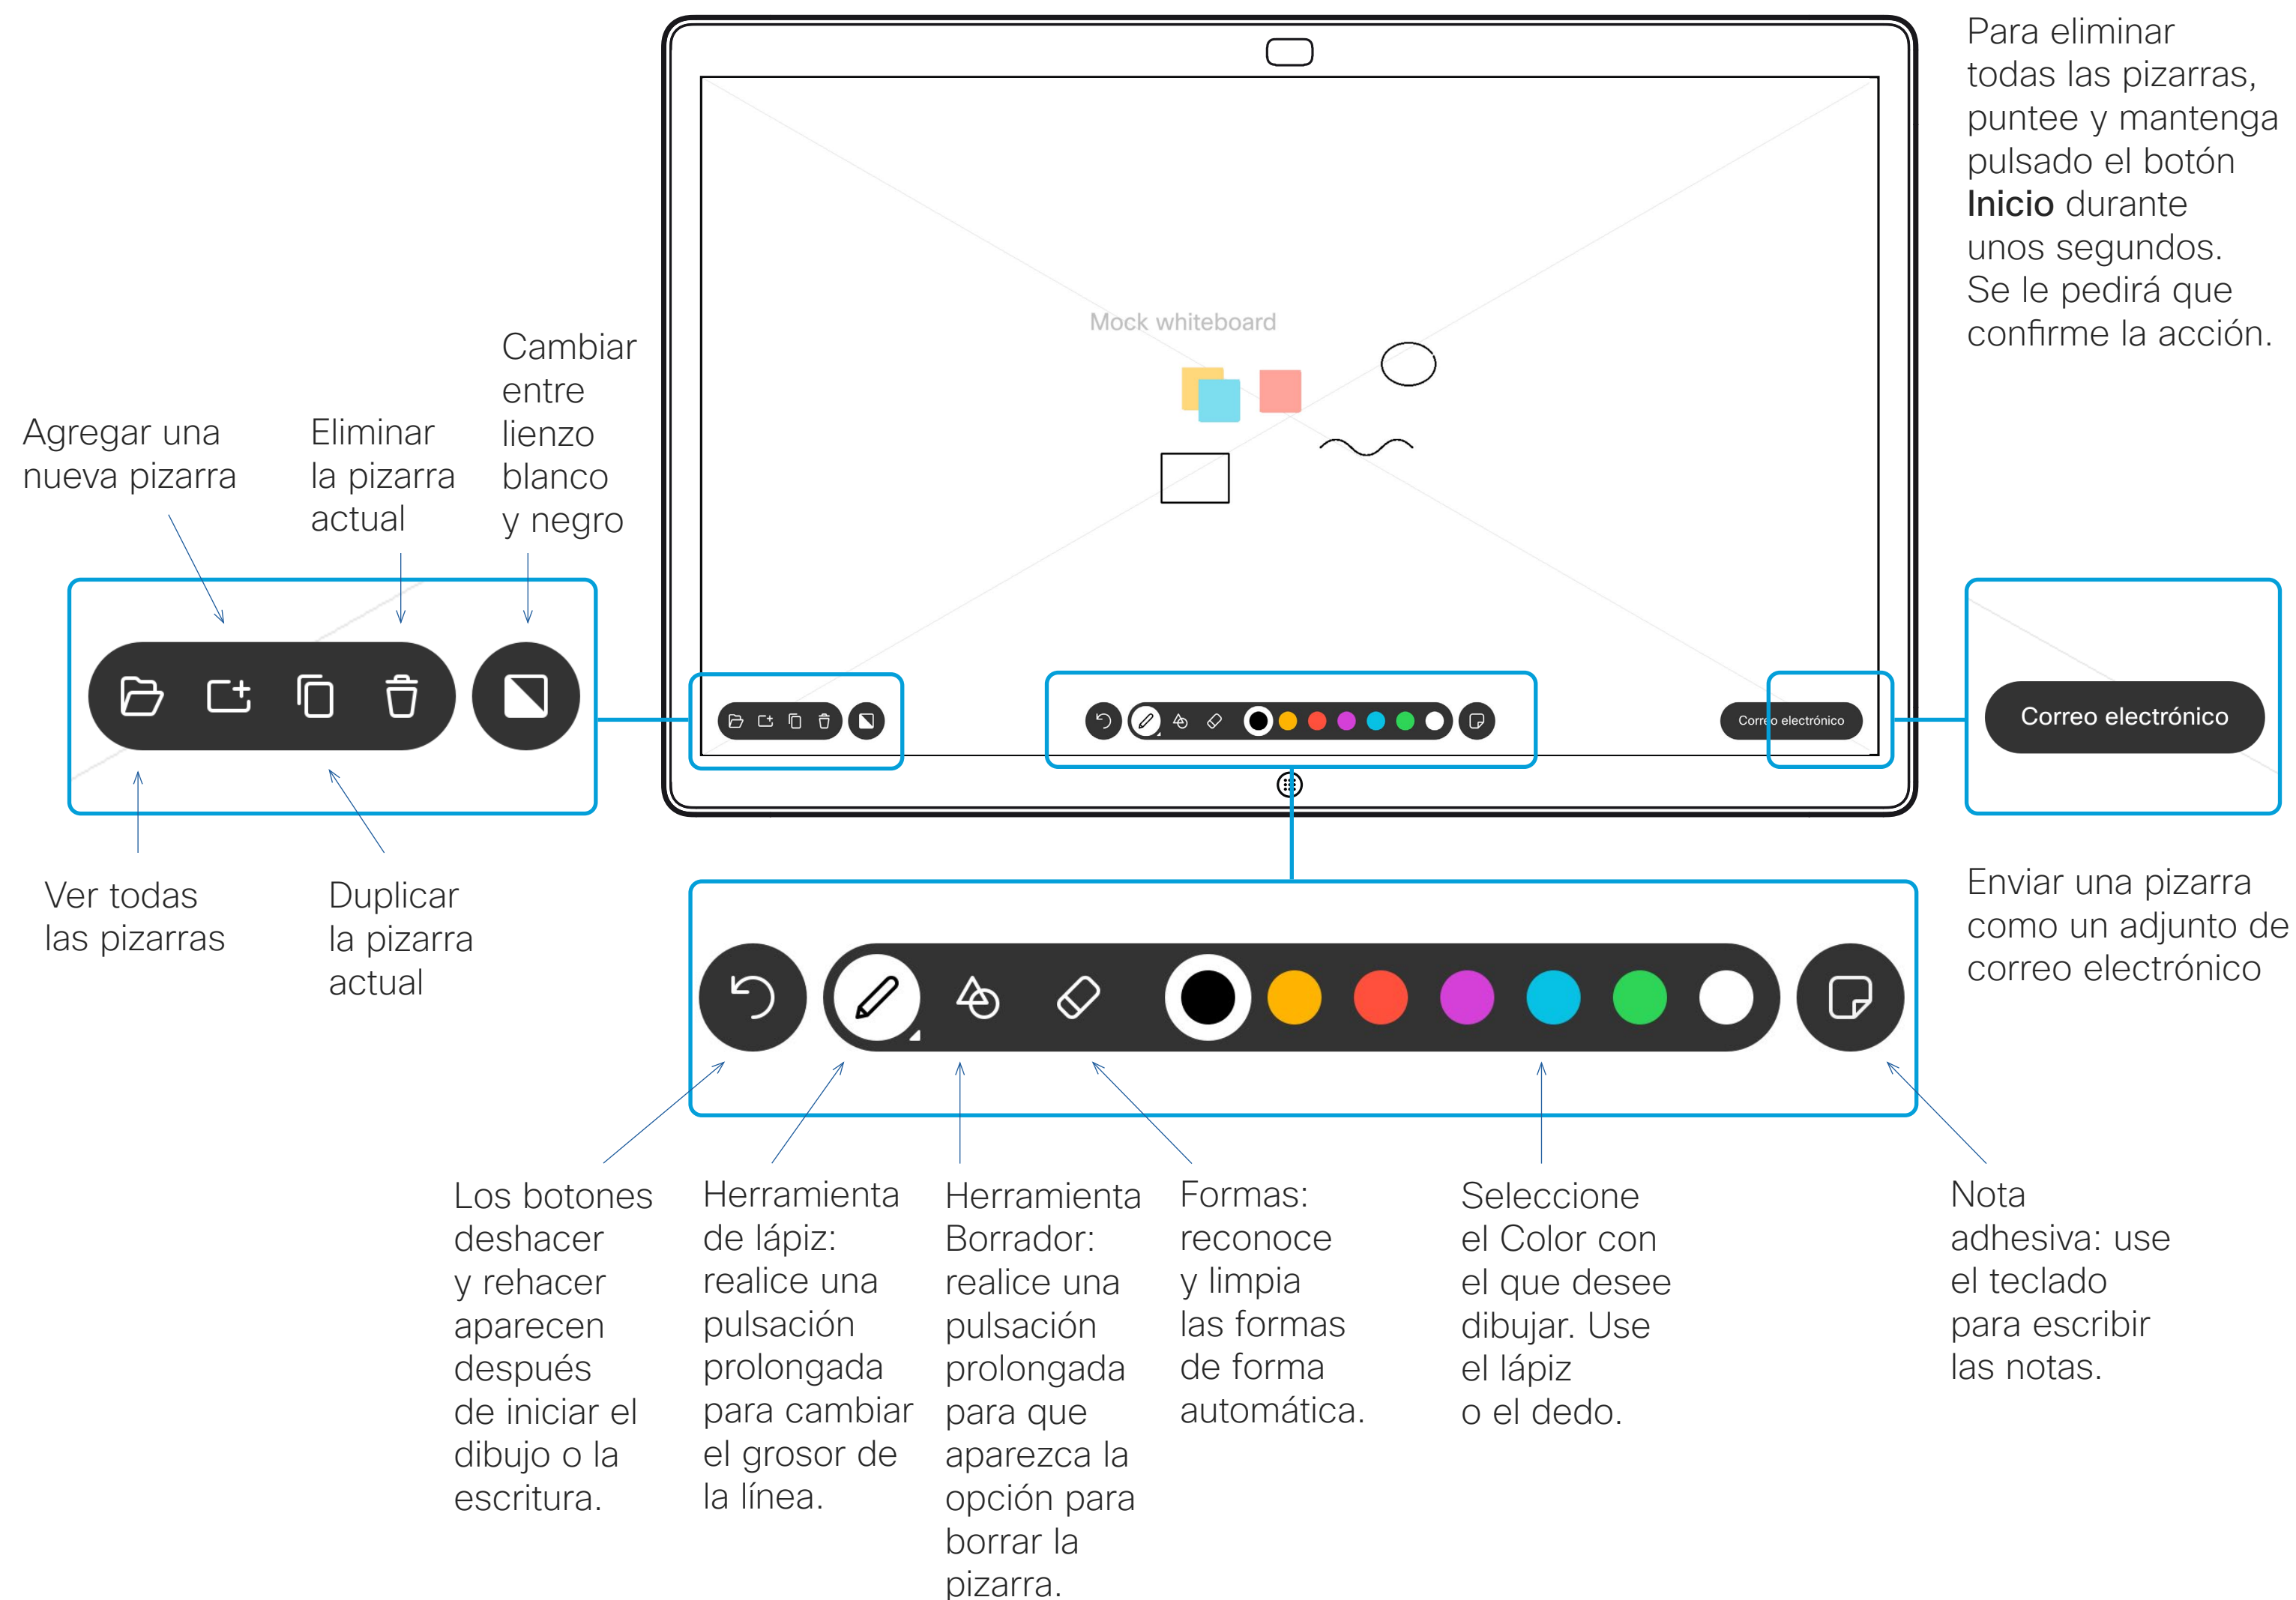 Para eliminar
todas las pizarras,
puntee y mantenga
pulsado el botón
Inicio durante
unos segundos.
Se le pedirá que
confirme la acción.
Mock whiteboard
Agregar una
nueva pizarra
Eliminar
la pizarra
actual
Cambiar
entre
lienzo
blanco
y negro
Correo electrónico
Correo electrónico
Ver todas
las pizarras
Duplicar
la pizarra
actual
Enviar una pizarra
como un adjunto de
correo electrónico
Los botones
deshacer
y rehacer
aparecen
después
de iniciar el
dibujo o la
escritura.
Herramienta
de lápiz:
realice una
pulsación
prolongada
para cambiar
el grosor de
la línea.
Herramienta
Borrador:
realice una
pulsación
prolongada
para que
aparezca la
opción para
borrar la
pizarra.
Formas:
reconoce
y limpia
las formas
de forma
automática.
Seleccione
el Color con
el que desee
dibujar. Use
el lápiz
o el dedo.
Nota
adhesiva: use
el teclado
para escribir
las notas.